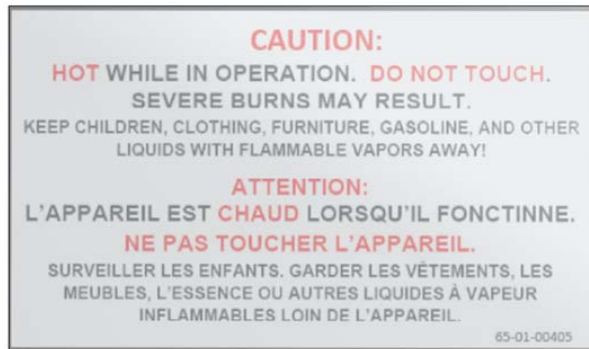 CAUTION:
HOT WHILE IN OPERATION. DO NOT TOUCH.
SEVERE BURNS MAY RESULT.
KEEP CHILDREN, CLOTHING, FURNITURE, GASOLINE, AND OTHER
LIQUIDS WITH FLAMMABLE VAPORS AWAY!
ATTENTION:
L'APPAREIL EST CHAUD LORSQU'IL FONCTINNE.
NE PAS TOUCHER L'APPAREIL.
SURVEILLER LES ENFANTS. GARDER LES VÊTEMENTS, LES
MEUBLES, L'ESSENCE OU AUTRES LIQUIDES À VAPEUR
INFLAMMABLES LOIN DE L'APPAREIL.
65-01-00405